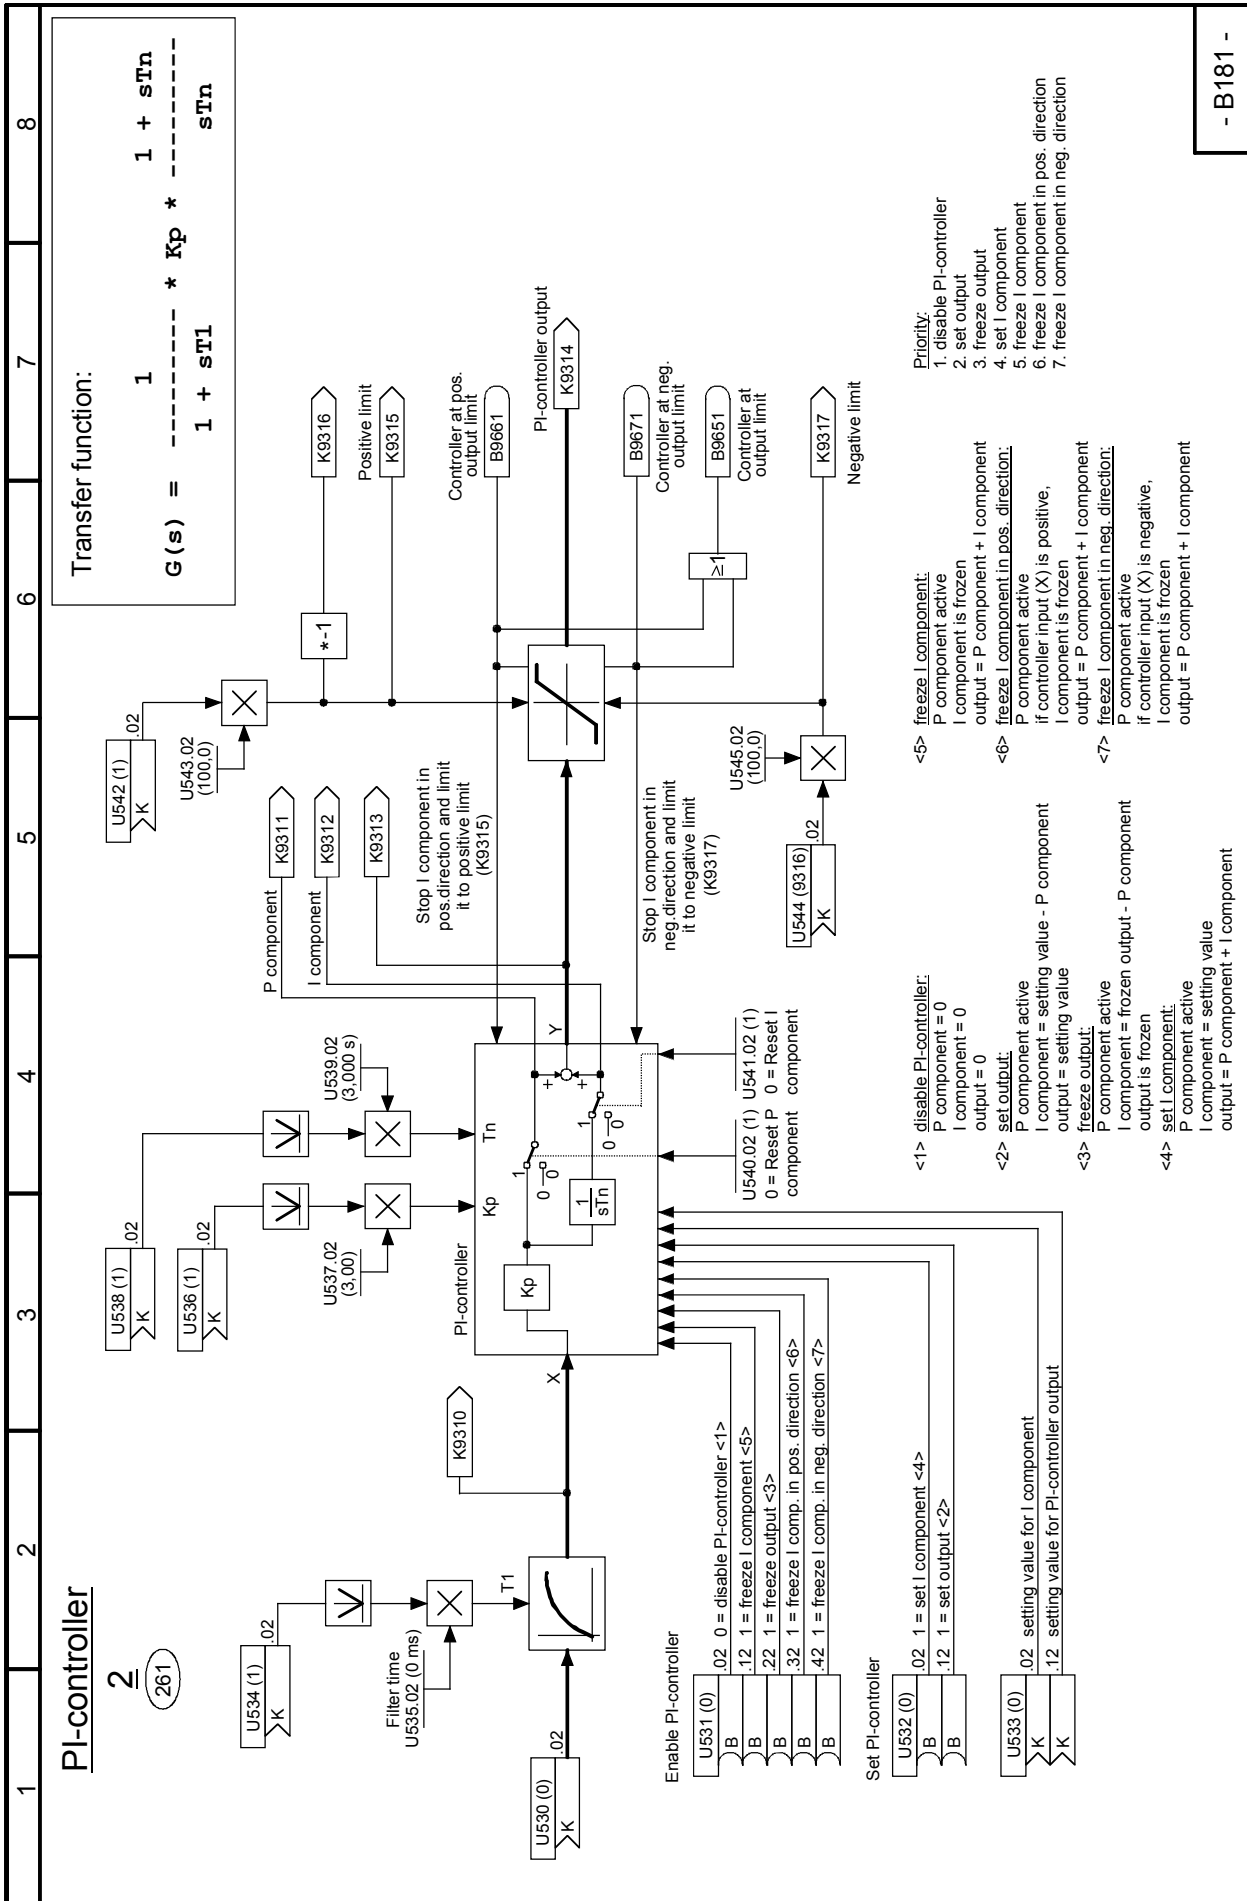 1 2 3 4 5 6 7 8
PI-controller
2
261
Transfer function:
1 1 + sTn
G(s) = -------- * Kp * ----------
1 + sT1 sTn
U534 (1)
K
.02
Filter time
U535.02 (0 ms)
T1
U530 (0)
K
.02
K9310
X
U538 (1)
K
.02
U536 (1)
K
.02
U537.02
(3,00)
U539.02
(3,000 s)
PI-controller
Kp
Tn
Kp
1
sTn
1
0
0
1
0
0
+
+
Y
P component
I component
K9311
K9312
K9313
U540.02 (1)
0 = Reset P
component
U541.02 (1)
0 = Reset I
component
Stop I component in
pos.direction and limit
it to positive limit
(K9315)
Stop I component in
neg.direction and limit
it to negative limit
(K9317)
U542 (1)
K
.02
U543.02
(100,0)
U545.02
(100,0)
U544 (9316)
K
.02
*-1
K9316
Positive limit
K9315
Controller at pos.
output limit
B9661
PI-controller output
K9314
B9671
Controller at neg.
output limit
≥1
B9651
Controller at
output limit
K9317
Negative limit
Enable PI-controller
U531 (0)
B .02 0 = disable PI-controller <1>
B .12 1 = freeze I component <5>
B .22 1 = freeze output <3>
B .32 1 = freeze I comp. in pos. direction <6>
B .42 1 = freeze I comp. in neg. direction <7>
Set PI-controller
U532 (0)
B .02 1 = set I component <4>
B .12 1 = set output <2>
U533 (0)
K .02 setting value for I component
K .12 setting value for PI-controller output
<1> disable PI-controller:
P component = 0
I component = 0
output = 0
<2> set output:
P component active
I component = setting value - P component
output = setting value
<3> freeze output:
P component active
I component = frozen output - P component
output is frozen
<4> set I component:
P component active
I component = setting value
output = P component + I component
<5> freeze I component:
P component active
I component is frozen
output = P component + I component
<6> freeze I component in pos. direction:
P component active
if controller input (X) is positive,
I component is frozen
output = P component + I component
<7> freeze I component in neg. direction:
P component active
if controller input (X) is negative,
I component is frozen
output = P component + I component
Priority:
1. disable PI-controller
2. set output
3. freeze output
4. set I component
5. freeze I component
6. freeze I component in pos. direction
7. freeze I component in neg. direction
- B181 -